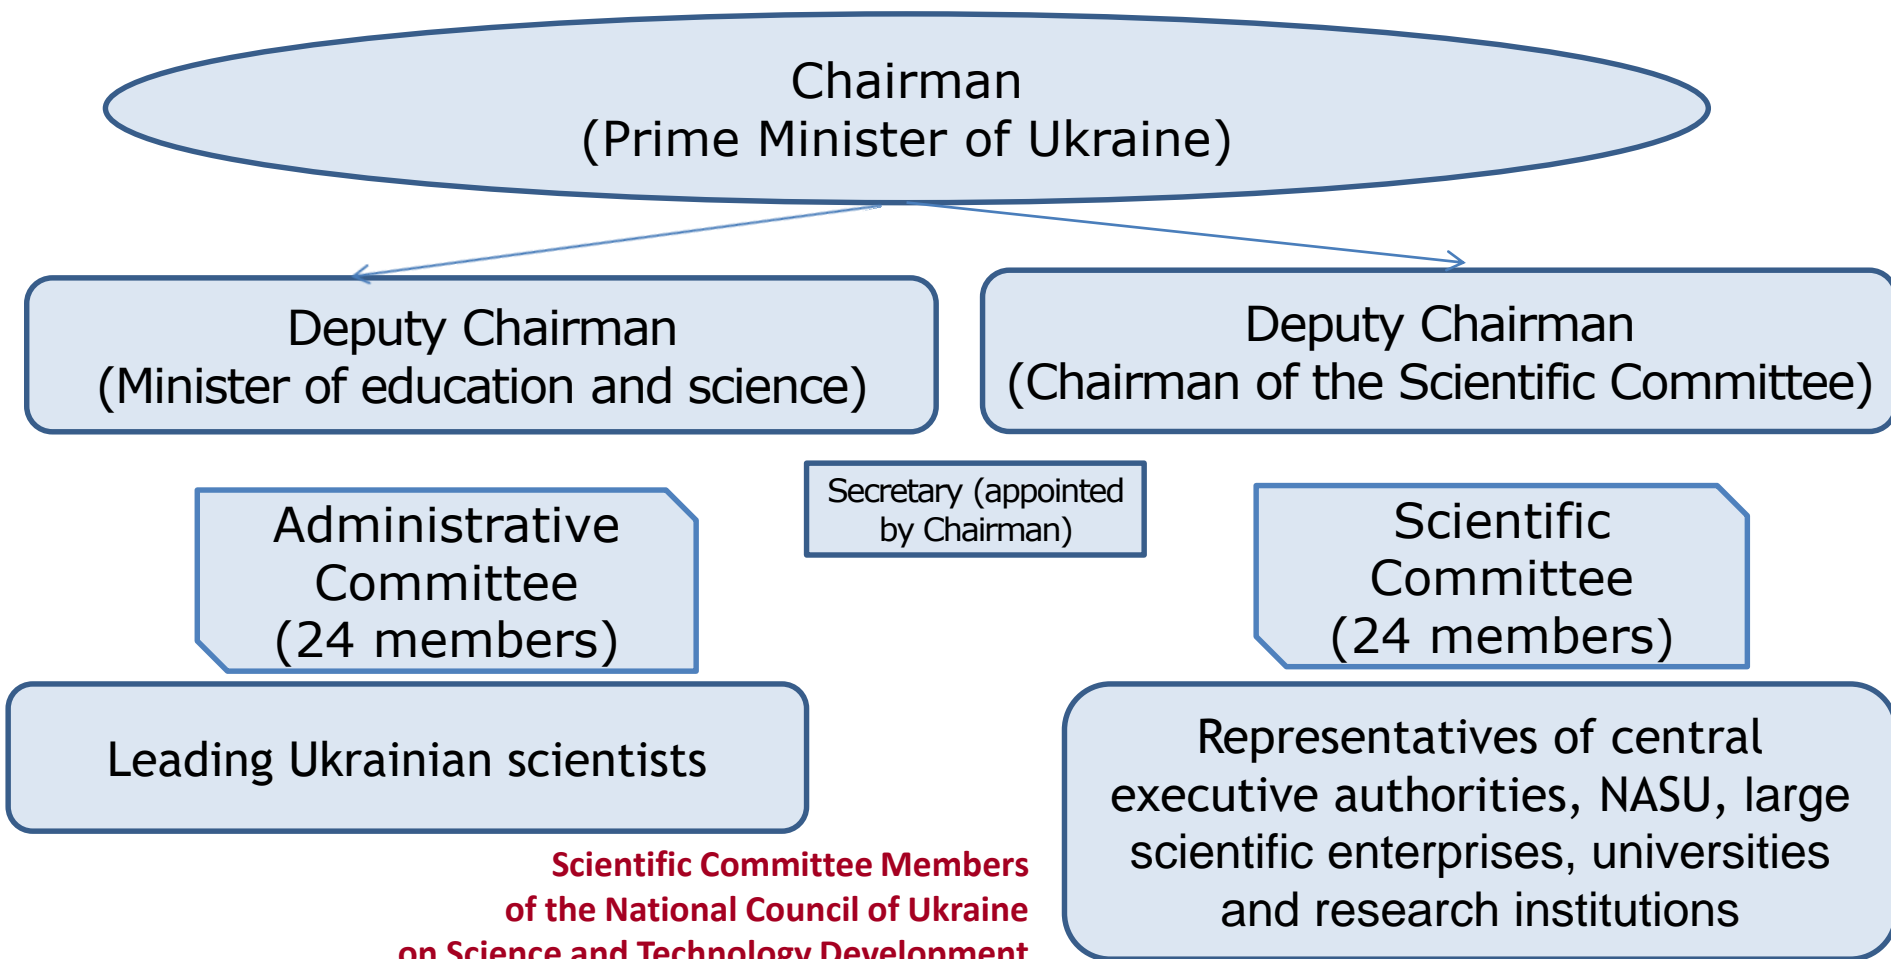 Chairman
(Prime Minister of Ukraine)
Deputy Chairman
(Minister of education and science)
Deputy Chairman
(Chairman of the Scientific Committee)
Secretary (appointed
by Chairman)
Administrative
Committee
(24 members)
Scientific
Committee
(24 members)
Leading Ukrainian scientists
Representatives of central
executive authorities, NASU, large
scientific enterprises, universities
and research institutions
Scientific Committee Members
of the National Council of Ukraine
on Science and Technology Development